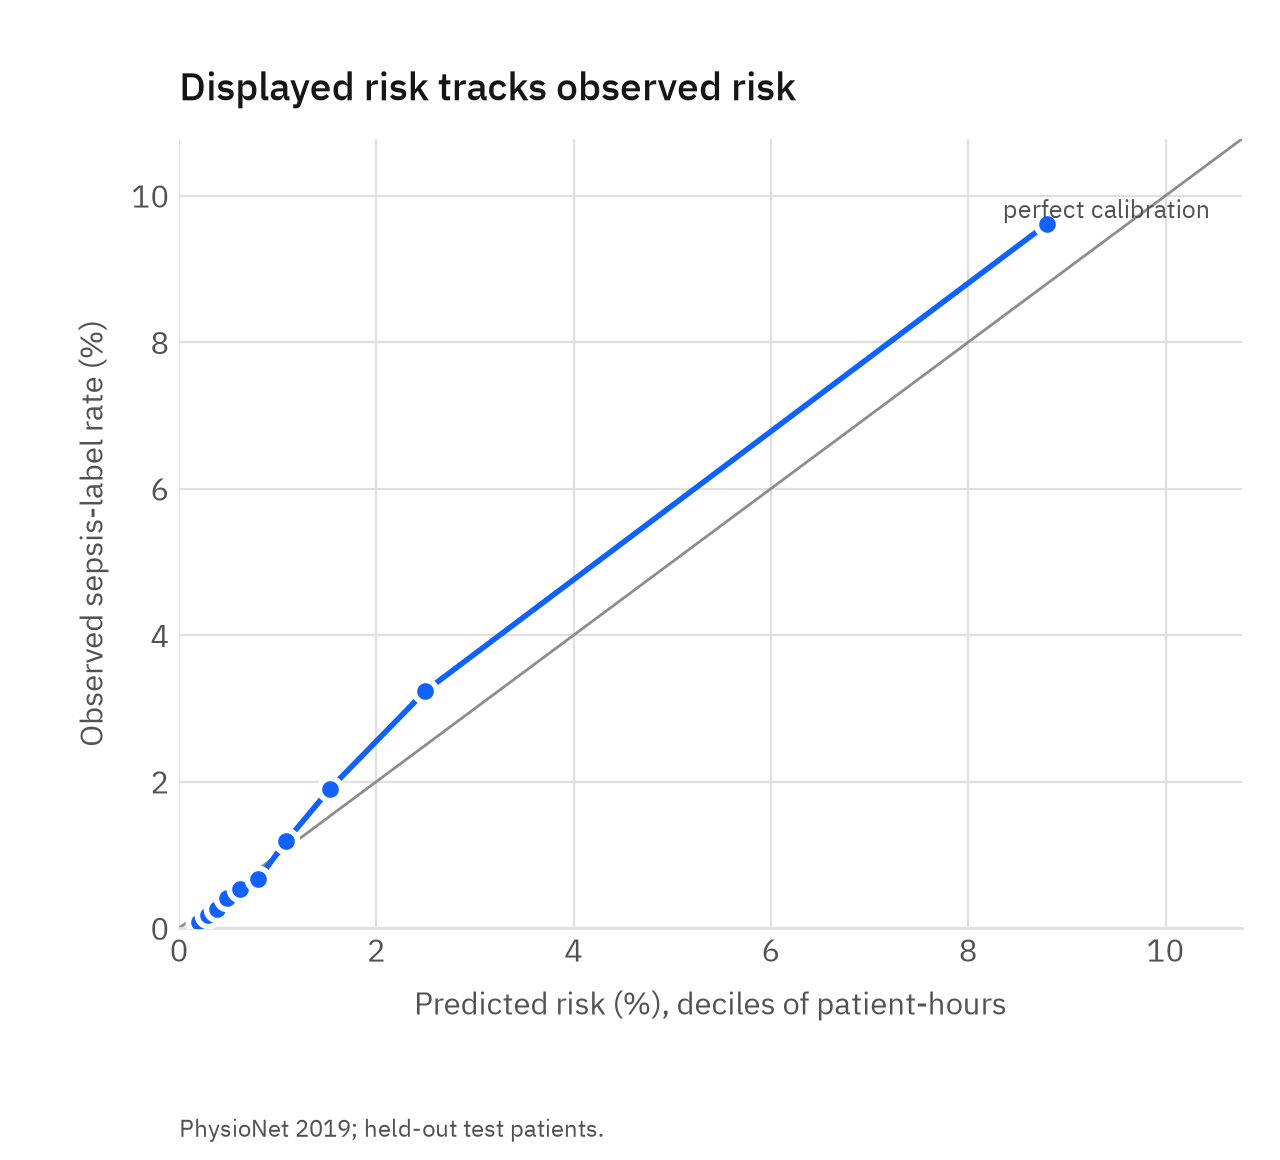 Displayed risk tracks observed risk
perfect calibration
10
8
6
4
2
0
0 2 4 6 8 10
Observed sepsis-label rate (%)
Predicted risk (%), deciles of patient-hours
PhysioNet 2019; held-out test patients.